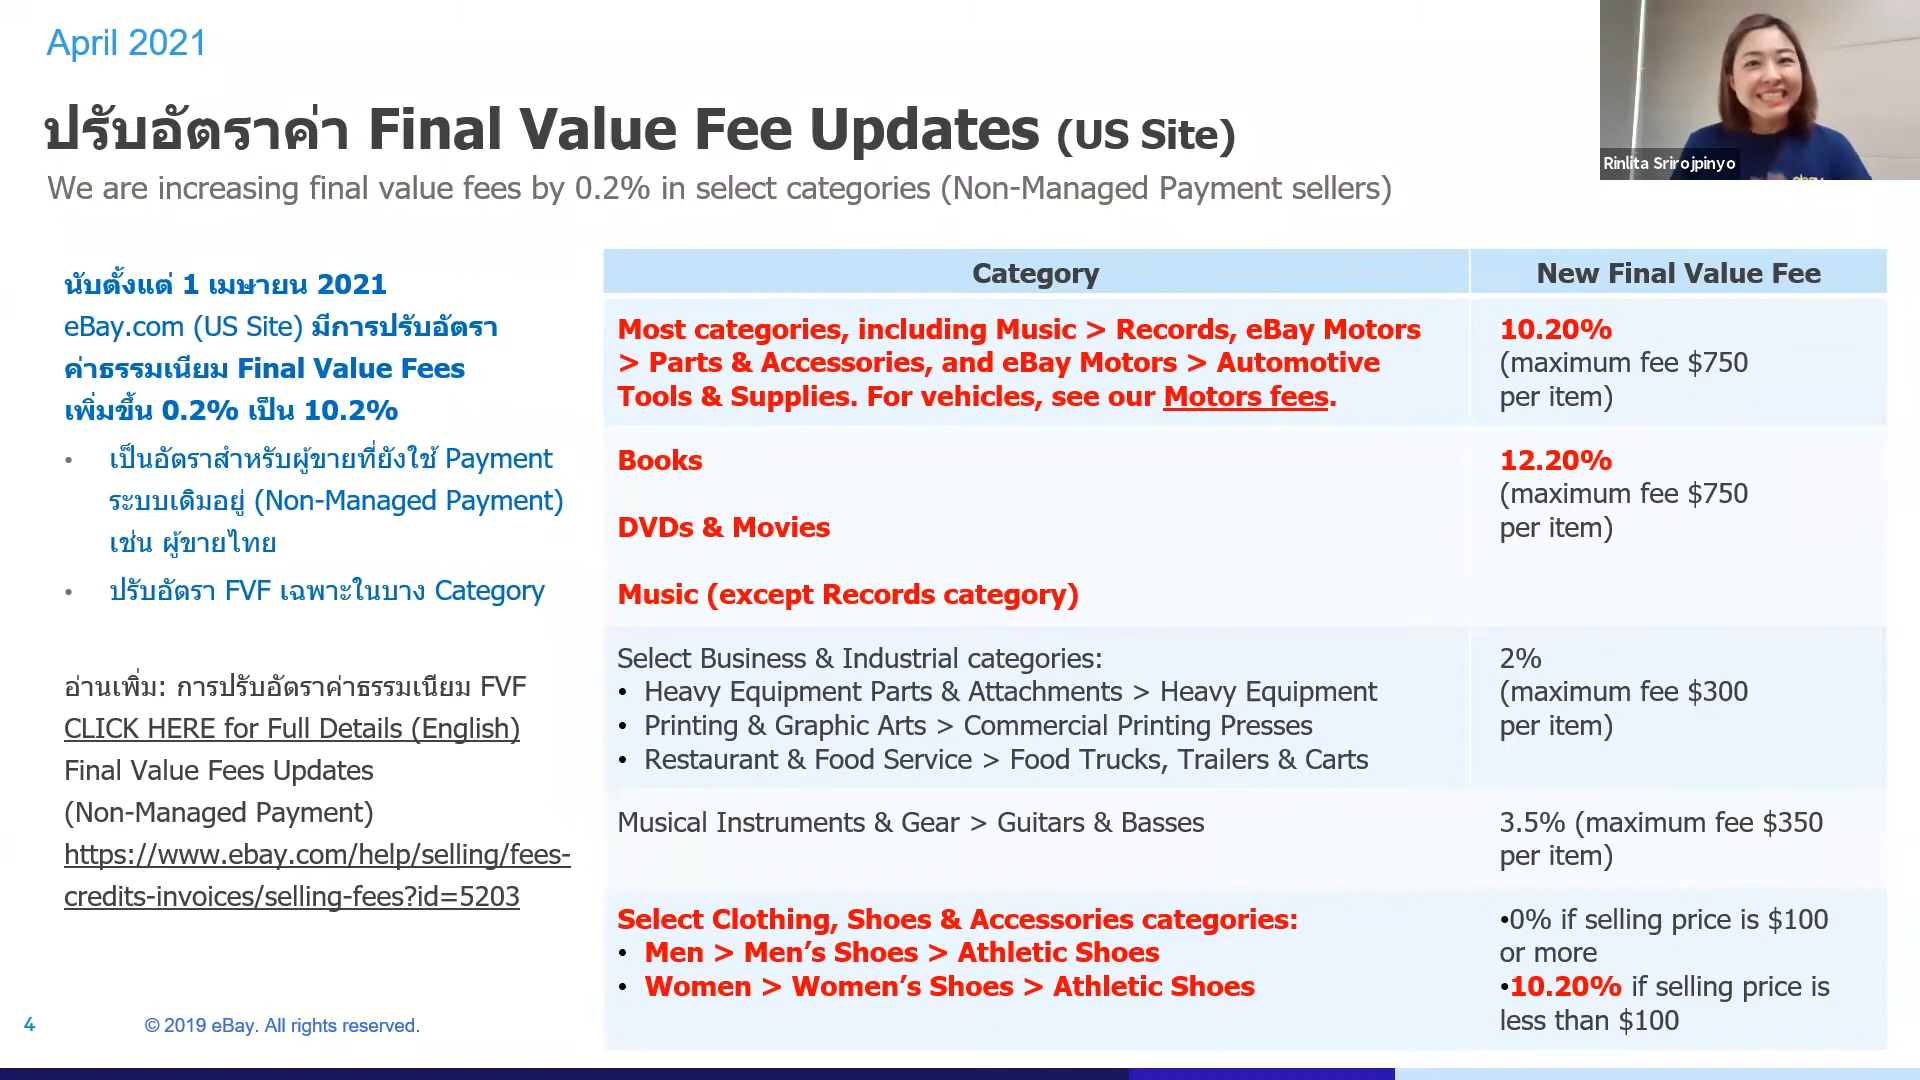 April 2021
ปรับอัตราค่า Final Value Fee Updates (US Site)
We are increasing final value fees by 0.2% in select categories (Non-Managed Payment sellers)
Rinlita Srirojpinyo
ebay
นับตั้งแต่ 1 เมษายน 2021
eBay.com (US Site) มีการปรับอัตรา
ค่าธรรมเนียม Final Value Fees
เพิ่มขึ้น 0.2% เป็น 10.2%
• เป็นอัตราสำหรับผู้ขายที่ยังใช้ Payment
ระบบเดิมอยู่ (Non-Managed Payment)
เช่น ผู้ขายไทย
• ปรับอัตรา FVF เฉพาะในบาง Category
อ่านเพิ่ม: การปรับอัตราค่าธรรมเนียม FVF
CLICK HERE for Full Details (English)
Final Value Fees Updates
(Non-Managed Payment)
https://www.ebay.com/help/selling/fees-
credits-invoices/selling-fees?id=5203
Category
New Final Value Fee
Most categories, including Music > Records, eBay Motors
> Parts & Accessories, and eBay Motors > Automotive
Tools & Supplies. For vehicles, see our Motors fees.
10.20%
(maximum fee $750
per item)
Books
DVDs & Movies
Music (except Records category)
12.20%
(maximum fee $750
per item)
Select Business & Industrial categories:
• Heavy Equipment Parts & Attachments > Heavy Equipment
• Printing & Graphic Arts > Commercial Printing Presses
• Restaurant & Food Service > Food Trucks, Trailers & Carts
2%
(maximum fee $300
per item)
Musical Instruments & Gear > Guitars & Basses
3.5% (maximum fee $350
per item)
Select Clothing, Shoes & Accessories categories:
• Men > Men’s Shoes > Athletic Shoes
• Women > Women’s Shoes > Athletic Shoes
•0% if selling price is $100
or more
•10.20% if selling price is
less than $100
4
© 2019 eBay. All rights reserved.